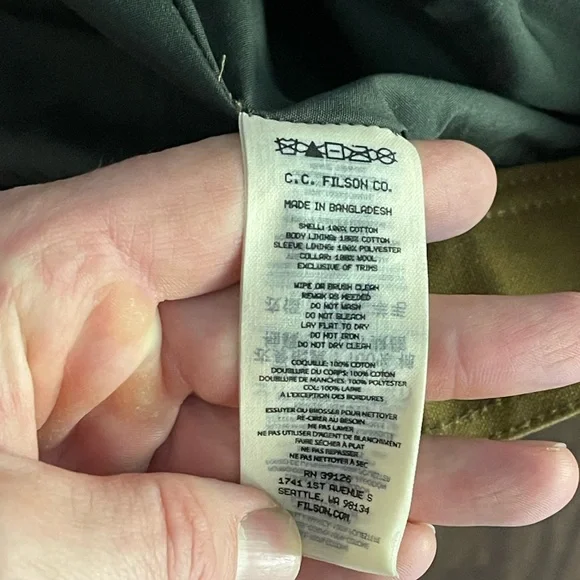 C.C. FILSON CO.
MADE IN BANGLADESH
SHELL: 100% COTTON
BODY LINING: 100% COTTON
SLEEVE LINING: 100% POLYESTER
COLLAR: 100% WOOL
EXCLUSIVE OF TRIMS
WIPE OR BRUSH CLEAN
REWAX AS NEEDED
DO NOT WASH
DO NOT BLEACH
LAY FLAT TO DRY
DO NOT IRON
DO NOT DRY CLEAN
COQUILLE: 100% COTON
DOUBLURE DU CORPS: 100% COTON
DOUBLURE DE MANCHES: 100% POLYESTER
COL: 100% LAINE
À L'EXCEPTION DES BORDURES
ESSUYER OU BROSSER POUR NETTOYER
RE-CIRER AU BESOIN
NE PAS LAVER
NE PAS UTILISER D'AGENT DE BLANCHIMENT
FAIRE SÉCHER À PLAT
NE PAS REPASSER
NE PAS NETTOYER À SEC
RN 39126
1741 1ST AVENUE S
SEATTLE, WA 98134
FILSON.COM